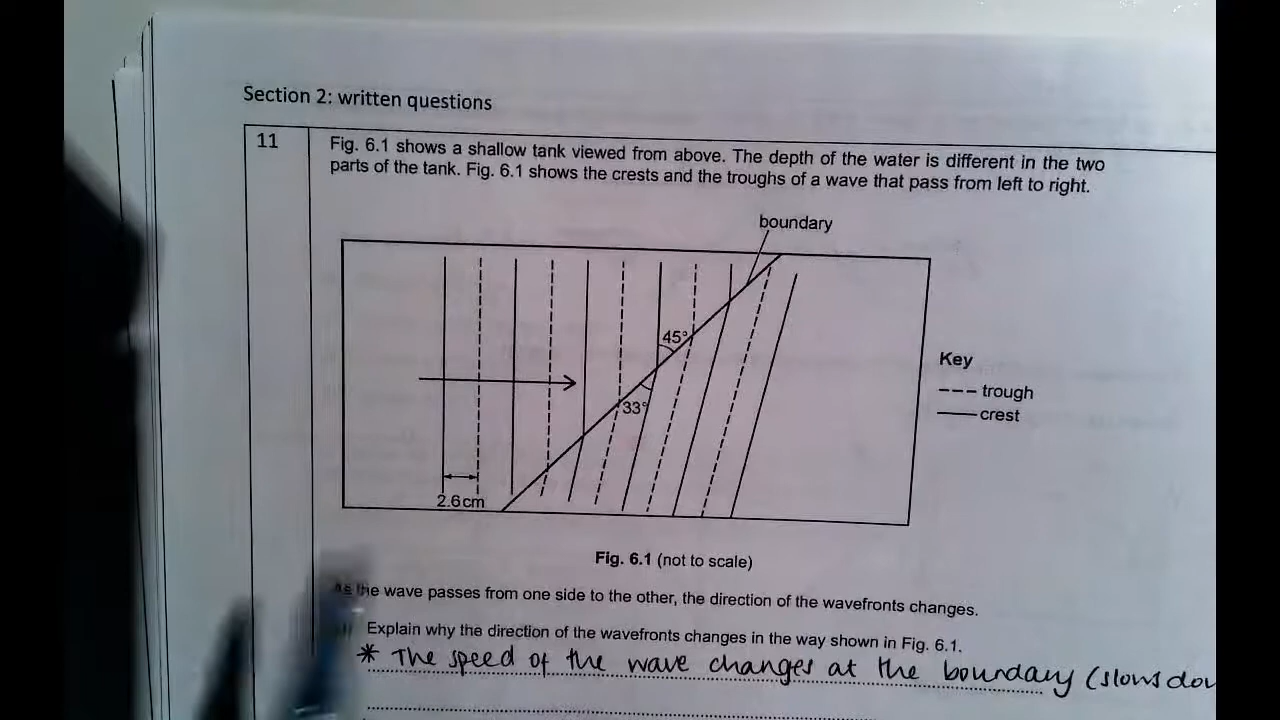 Section 2: written questions
11
Fig. 6.1 shows a shallow tank viewed from above. The depth of the water is different in the two
parts of the tank. Fig. 6.1 shows the crests and the troughs of a wave that pass from left to right.
boundary
45°
33°
2.6 cm
Key
trough
crest
Fig. 6.1 (not to scale)
As the wave passes from one side to the other, the direction of the wavefronts changes.
Explain why the direction of the wavefronts changes in the way shown in Fig. 6.1.
* The speed of the wave changes at the boundary (slows